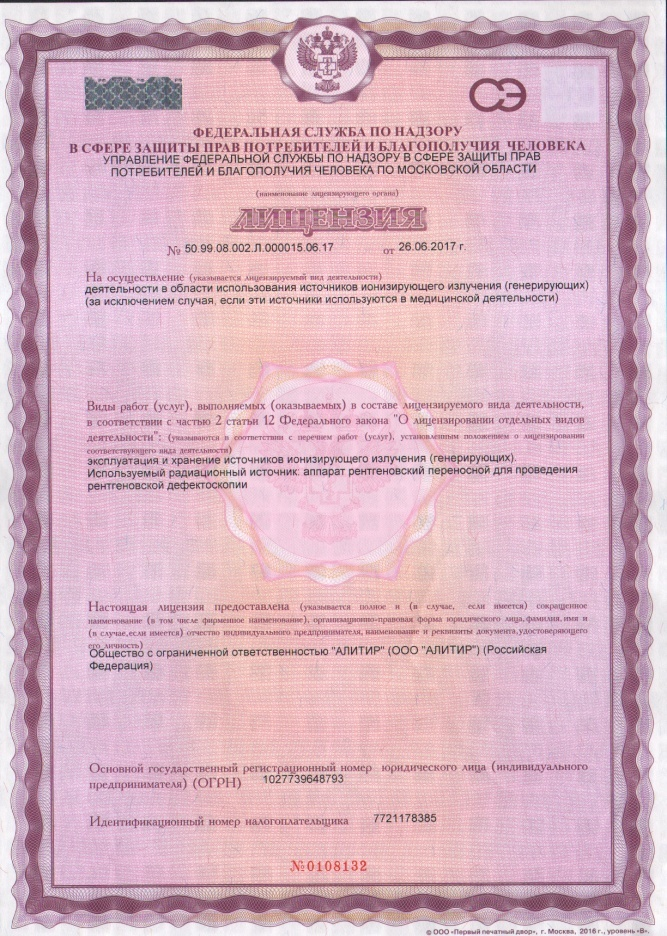 СЭ
ФЕДЕРАЛЬНАЯ СЛУЖБА ПО НАДЗОРУ
В СФЕРЕ ЗАЩИТЫ ПРАВ ПОТРЕБИТЕЛЕЙ И БЛАГОПОЛУЧИЯ ЧЕЛОВЕКА
УПРАВЛЕНИЕ ФЕДЕРАЛЬНОЙ СЛУЖБЫ ПО НАДЗОРУ В СФЕРЕ ЗАЩИТЫ ПРАВ
ПОТРЕБИТЕЛЕЙ И БЛАГОПОЛУЧИЯ ЧЕЛОВЕКА ПО МОСКОВСКОЙ ОБЛАСТИ
(наименование лицензирующего органа)
ЛИЦЕНЗИЯ
№ 50.99.08.002.Л.000015.06.17 от 26.06.2017 г.
На осуществление (указывается лицензируемый вид деятельности)
деятельности в области использования источников ионизирующего излучения (генерирующих)
(за исключением случая, если эти источники используются в медицинской деятельности)
Виды работ (услуг), выполняемых (оказываемых) в составе лицензируемого вида деятельности,
в соответствии с частью 2 статьи 12 Федерального закона "О лицензировании отдельных видов
деятельности": (указываются в соответствии с перечнем работ (услуг), установленным положением о лицензировании
соответствующего вида деятельности)
эксплуатация и хранение источников ионизирующего излучения (генерирующих).
Используемый радиационный источник: аппарат рентгеновский переносной для проведения
рентгеновской дефектоскопии
Настоящая лицензия предоставлена (указывается полное и (в случае, если имеется) сокращенное
наименование (в том числе фирменное наименование), организационно-правовая форма юридического лица, фамилия, имя и
(в случае, если имеется) отчество индивидуального предпринимателя, наименование и реквизиты документа, удостоверяющего
его личность)
Общество с ограниченной ответственностью "АЛИТИР" (ООО "АЛИТИР") (Российская
Федерация)
Основной государственный регистрационный номер юридического лица (индивидуального
предпринимателя) (ОГРН) 1027739648793
Идентификационный номер налогоплательщика 7721178385
№0108132
© ООО «Первый печатный двор», г. Москва, 2016 г., уровень «В».